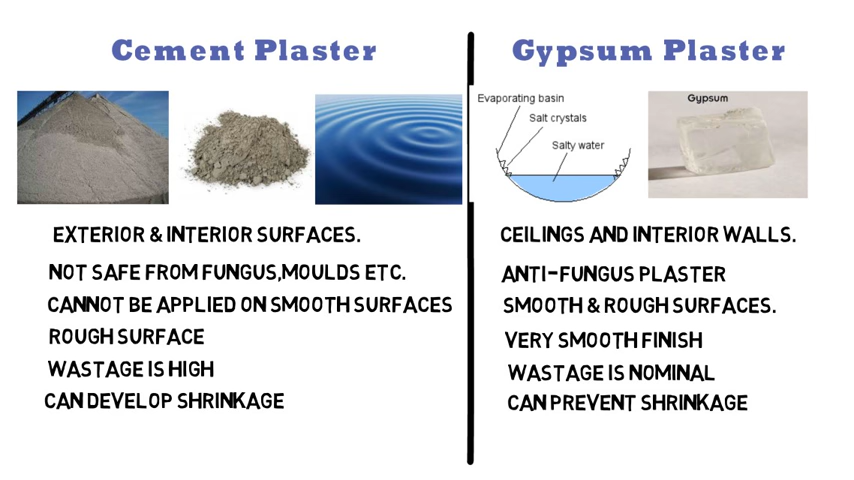 Cement Plaster
EXTERIOR & INTERIOR SURFACES.
NOT SAFE FROM FUNGUS,MOULDS ETC.
CANNOT BE APPLIED ON SMOOTH SURFACES
ROUGH SURFACE
WASTAGE IS HIGH
CAN DEVELOP SHRINKAGE
Gypsum Plaster
Evaporating basin
Salt crystals
Salty water
Gypsum
CEILINGS AND INTERIOR WALLS.
ANTI-FUNGUS PLASTER
SMOOTH & ROUGH SURFACES.
VERY SMOOTH FINISH
WASTAGE IS NOMINAL
CAN PREVENT SHRINKAGE